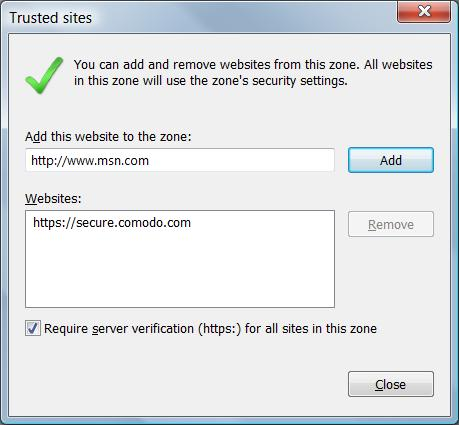 Trusted sites
You can add and remove websites from this zone. All websites
in this zone will use the zone's security settings.
Add this website to the zone:
http://www.msn.com
Add
Websites:
https://secure.comodo.com
Remove
Require server verification (https:) for all sites in this zone
Close